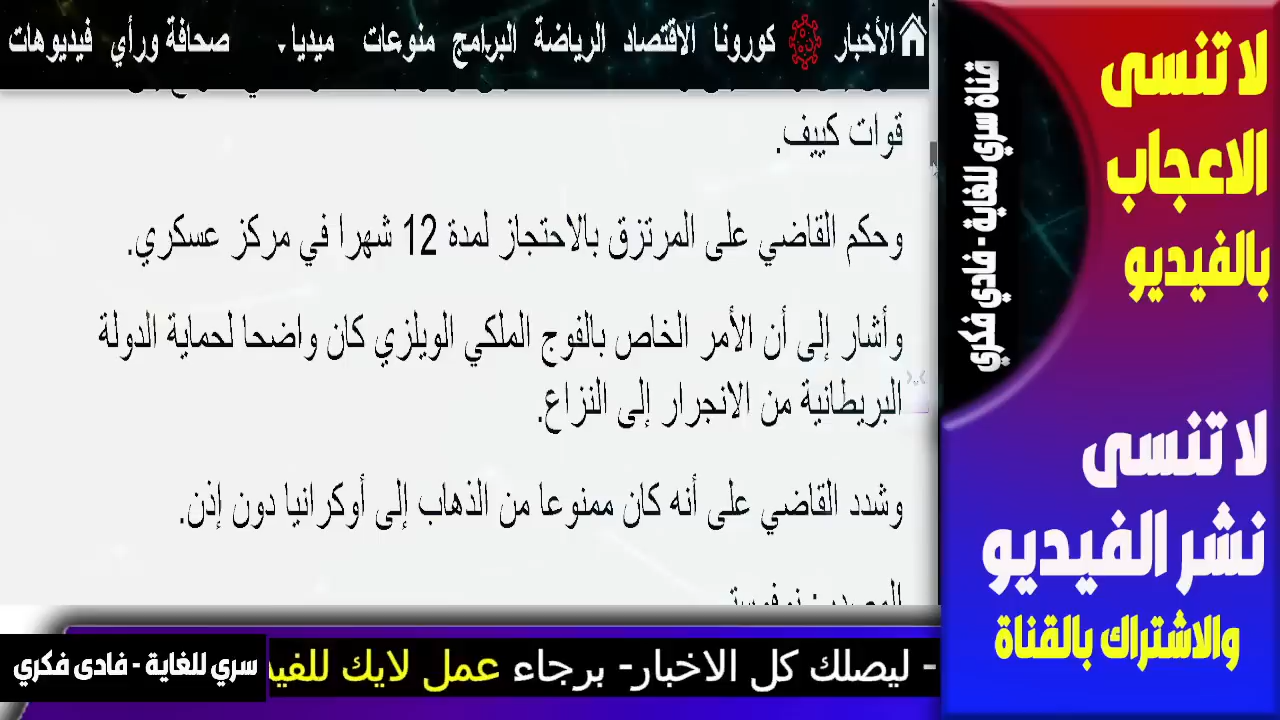 الأخبار كورونا الاقتصاد الرياضة البرامج منوعات ميديا صحافة ورأي فيديوهات
قوات كييف.
وحكم القاضي على المرتزق بالاحتجاز لمدة 12 شهرا في مركز عسكري.
وأشار إلى أن الأمر الخاص بالفوج الملكي الويلزي كان واضحا لحماية الدولة
البريطانية من الانجرار إلى النزاع.
وشدد القاضي على أنه كان ممنوعا من الذهاب إلى أوكرانيا دون إذن.
قناة سري للغاية - فادي فكري
لا تنسى
الاعجاب
بالفيديو
لا تنسى
نشر الفيديو
والاشتراك بالقناة
- ليصلك كل الاخبار- برجاء عمل لايك
سري للغاية - فادى فكري